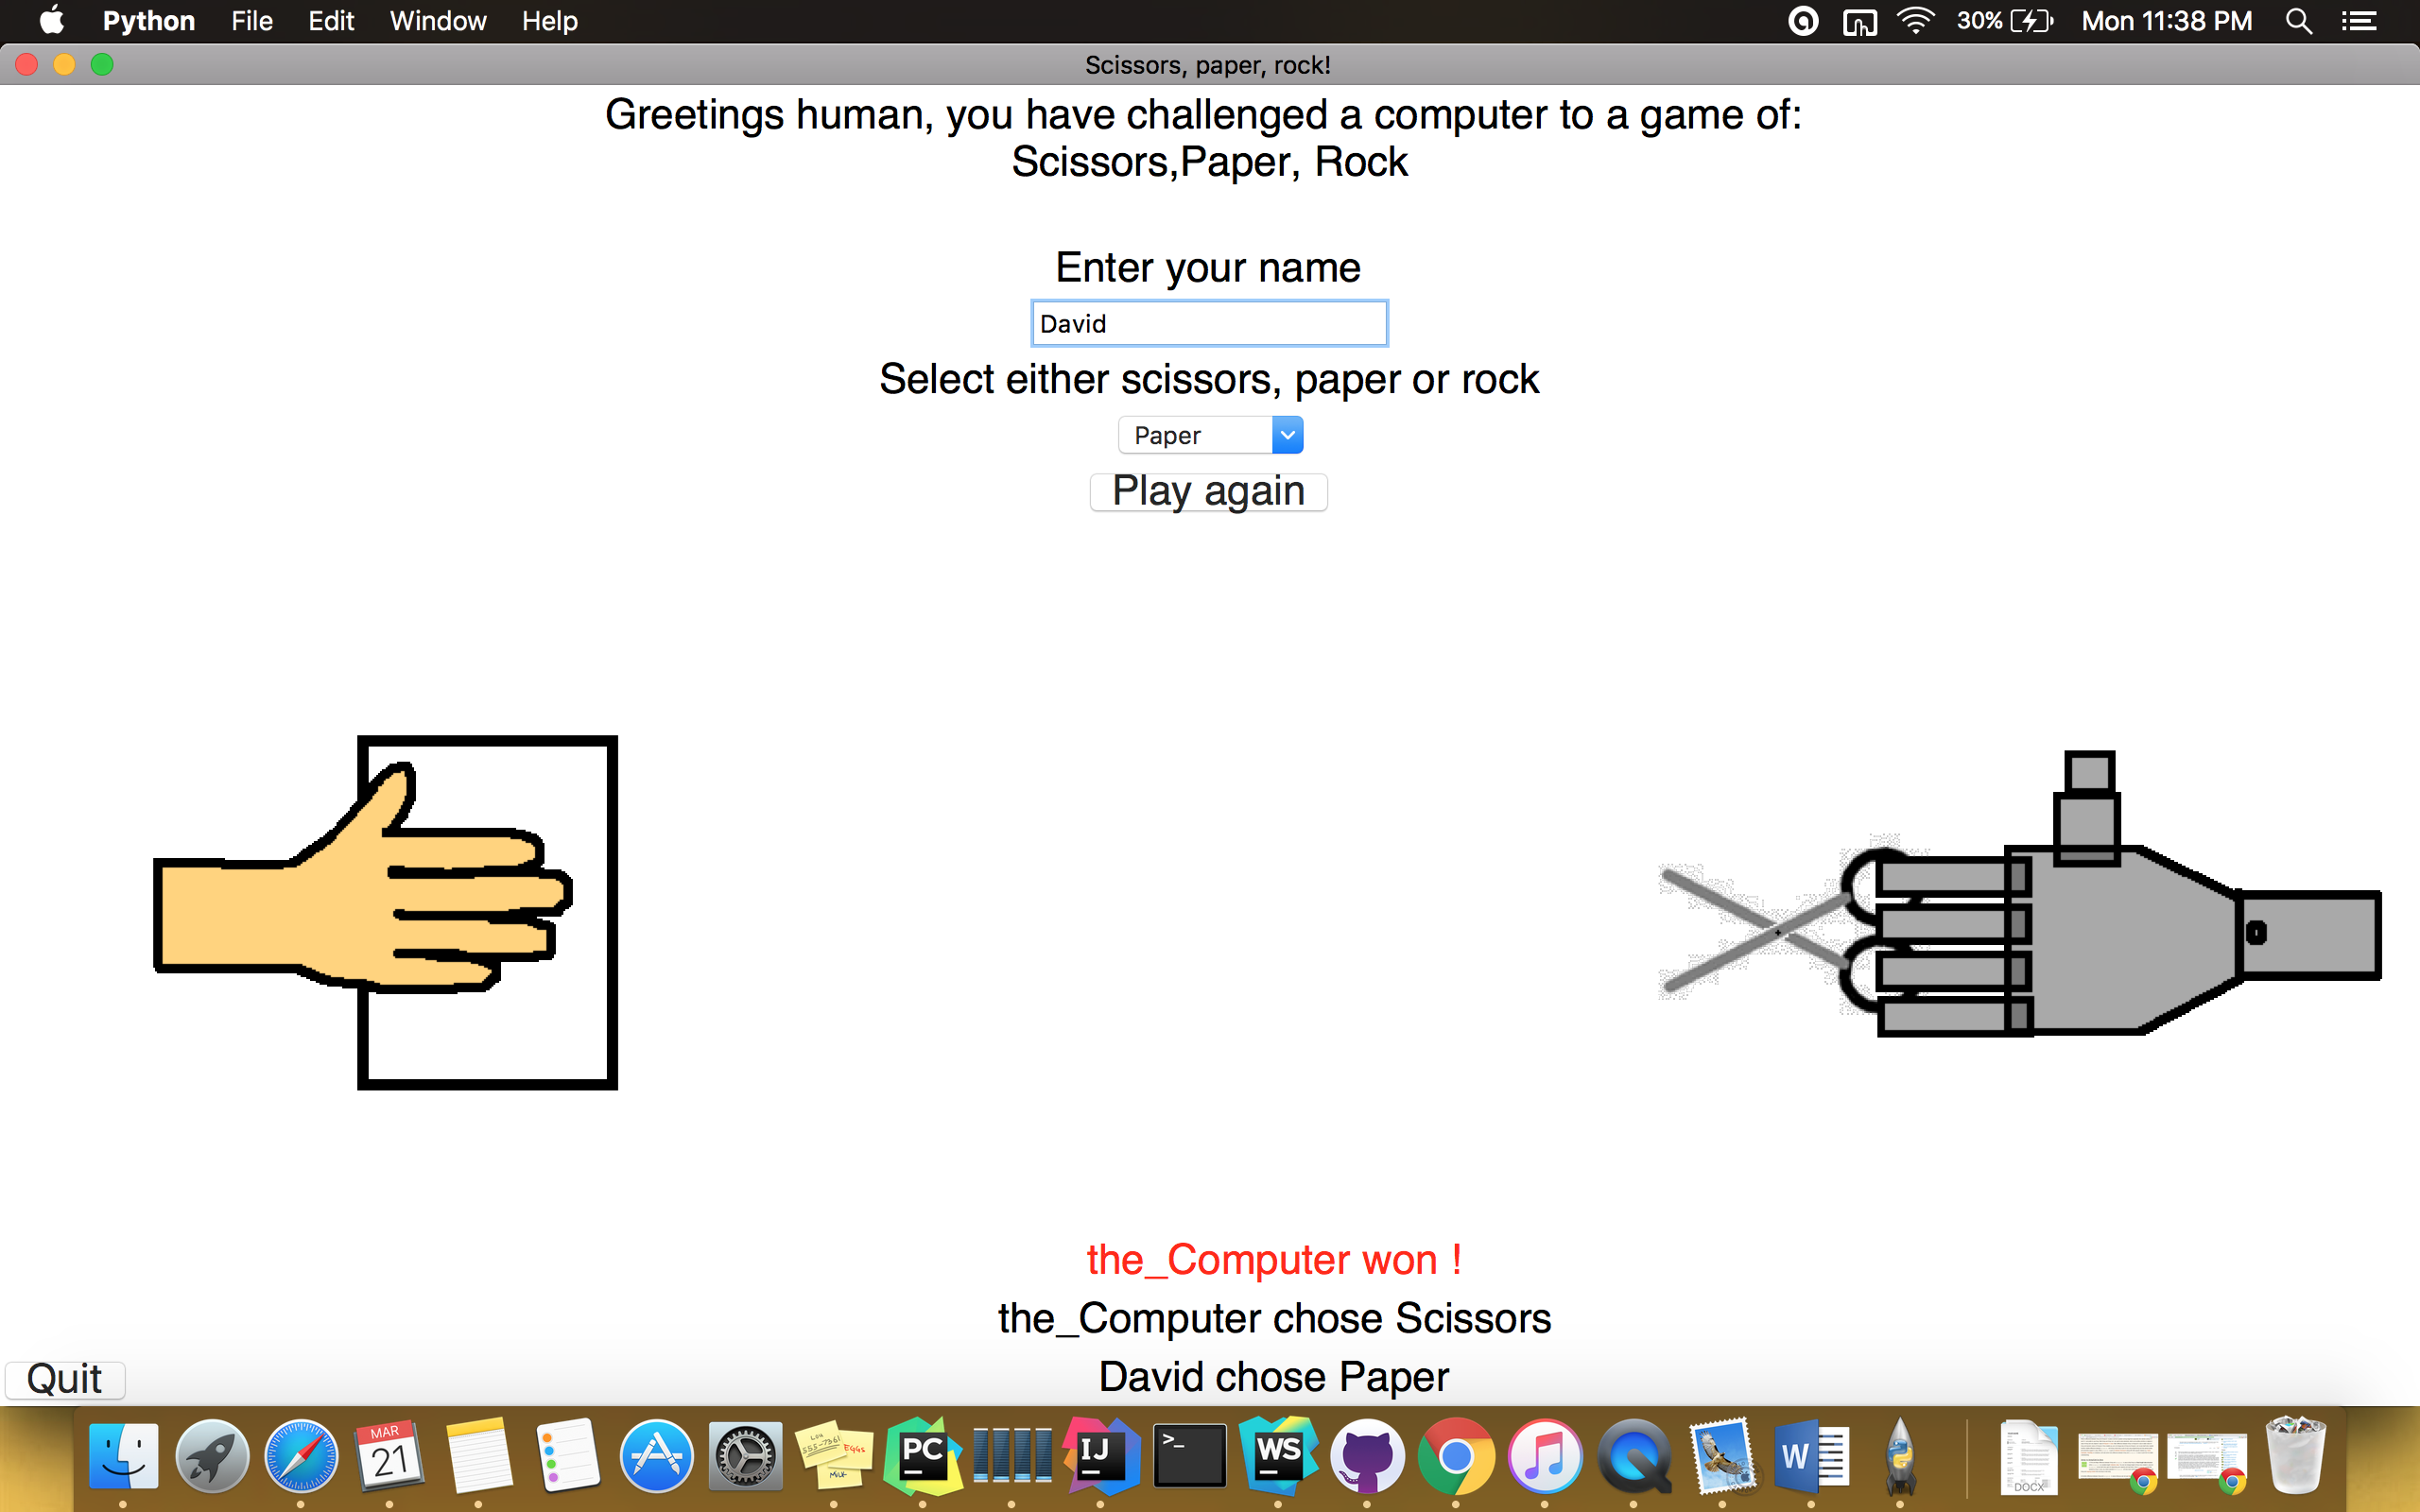 Python File Edit Window Help 30% Mon 11:38 PM
Scissors, paper, rock!
Greetings human, you have challenged a computer to a game of:
Scissors,Paper, Rock
Enter your name
David
Select either scissors, paper or rock
Paper
Play again
the_Computer won !
the_Computer chose Scissors
David chose Paper
Quit
MAR
21
PC
IJ
>_
WS
W
DOCX